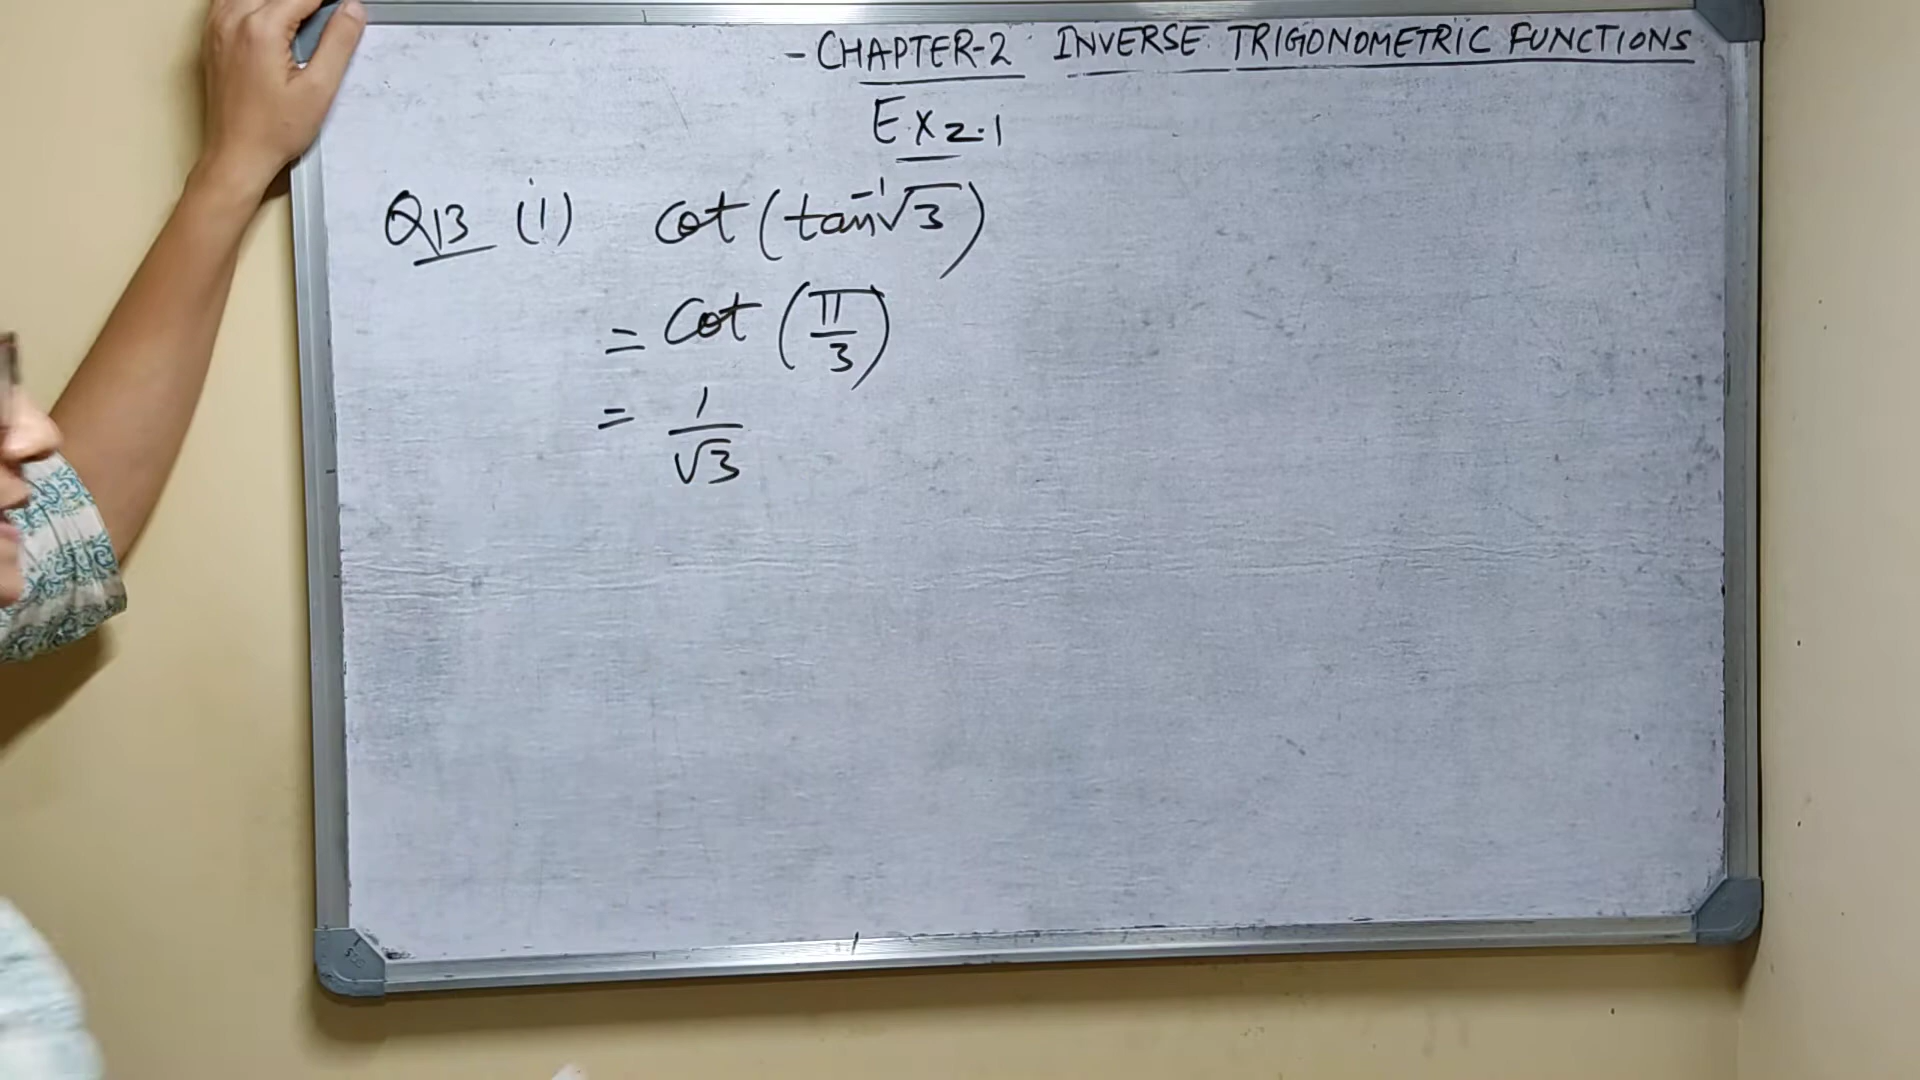 - CHAPTER-2 INVERSE TRIGONOMETRIC FUNCTIONS
Ex 2.1
Q13 (i) cot(tan⁻¹√3)
= cot (π/3)
= 1/√3